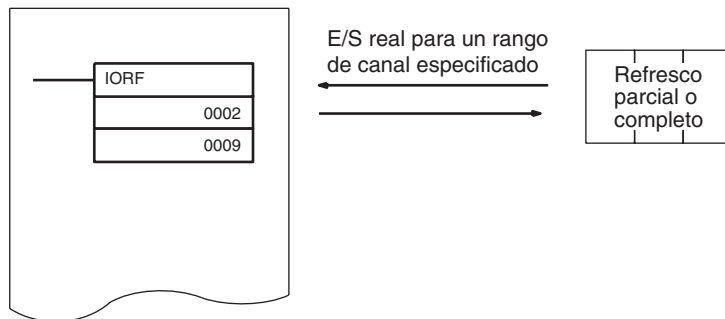 IORF
0002
0009
E/S real para un rango
de canal especificado
Refresco
parcial o
completo